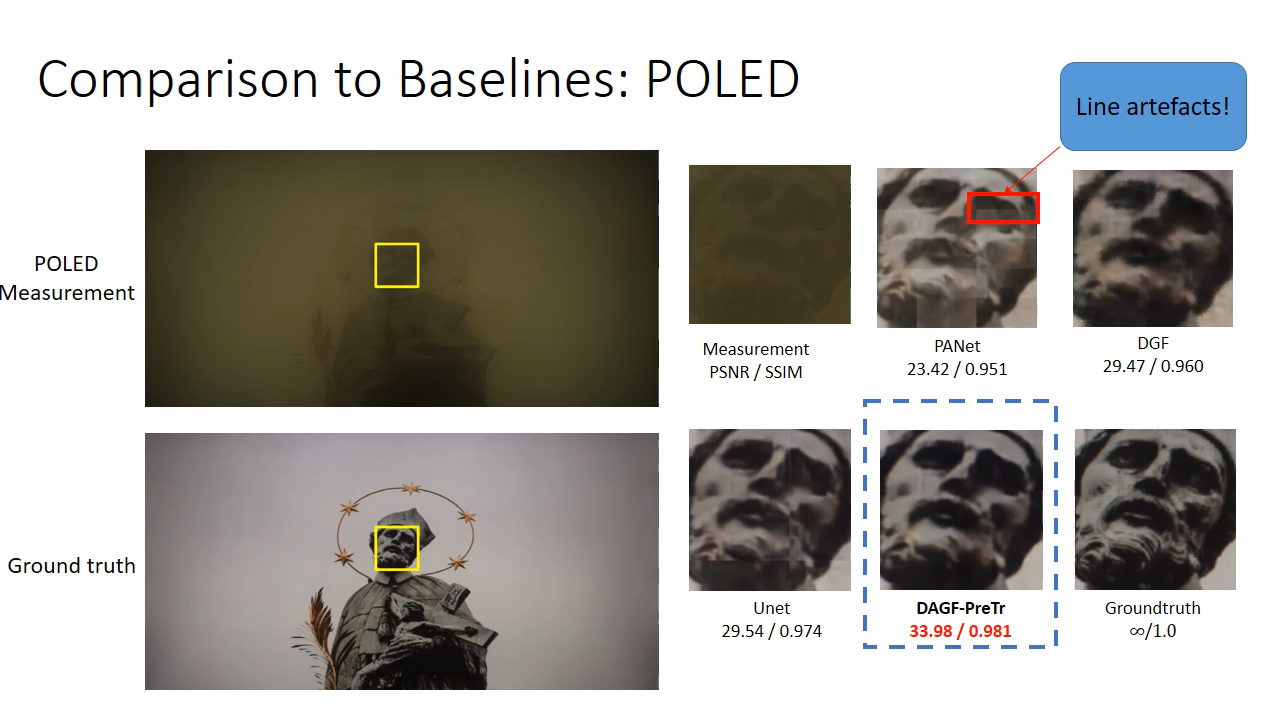 Comparison to Baselines: POLED
Line artefacts!
POLED
Measurement
Measurement
PSNR / SSIM
PANet
23.42 / 0.951
DGF
29.47 / 0.960
Ground truth
Unet
29.54 / 0.974
DAGF-PreTr
33.98 / 0.981
Groundtruth
∞/1.0